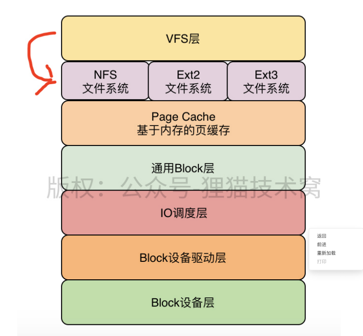 VFS层
NFS
文件系统
Ext2
文件系统
Ext3
文件系统
Page Cache
基于内存的页缓存
通用Block层
版权：公众号 狸猫技术窝
IO调度层
Block设备驱动层
Block设备层
返回
前进
重新加载
打印